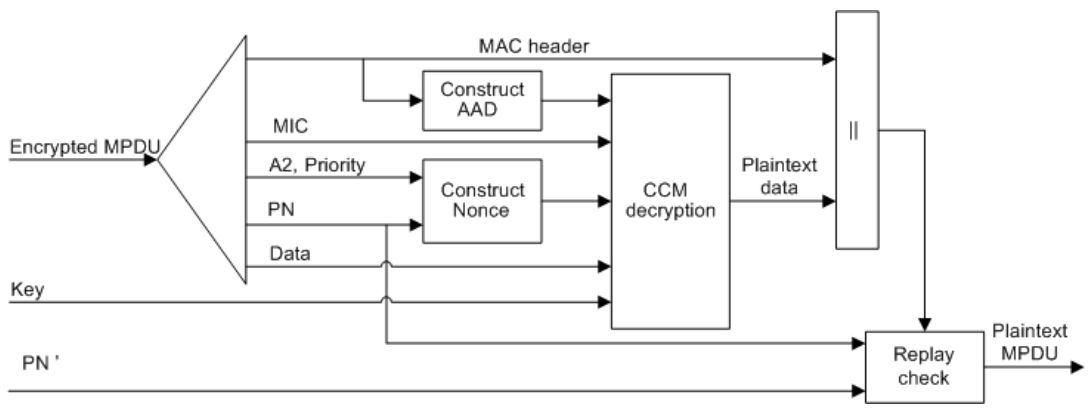 MAC header
Construct
AAD
MIC
Encrypted MPDU
A2, Priority
Construct
Nonce
PN
CCM
decryption
Plaintext
data
||
Data
Key
PN '
Replay
check
Plaintext
MPDU